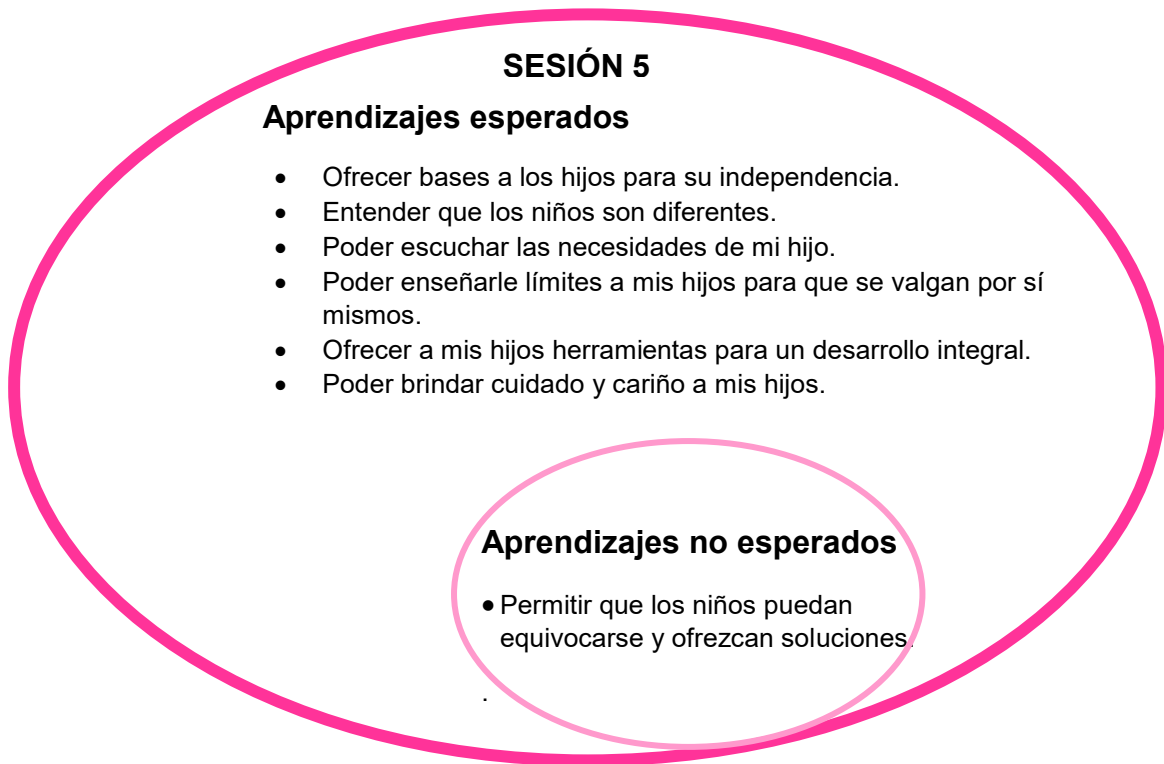 SESIÓN 5
Aprendizajes esperados
• Ofrecer bases a los hijos para su independencia.
• Entender que los niños son diferentes.
• Poder escuchar las necesidades de mi hijo.
• Poder enseñarle límites a mis hijos para que se valgan por sí
mismos.
• Ofrecer a mis hijos herramientas para un desarrollo integral.
• Poder brindar cuidado y cariño a mis hijos.
Aprendizajes no esperados
• Permitir que los niños puedan
equivocarse y ofrezcan soluciones.
.